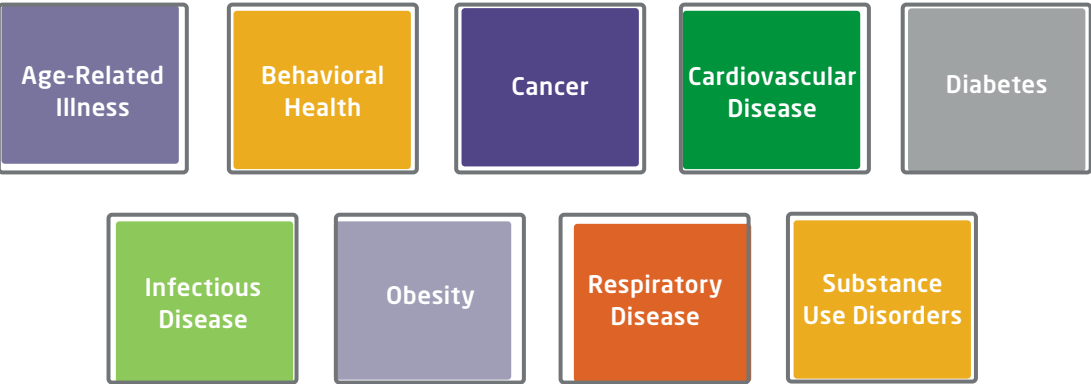 Age-Related
Illness
Behavioral
Health
Cancer
Cardiovascular
Disease
Diabetes
Infectious
Disease
Obesity
Respiratory
Disease
Substance
Use Disorders